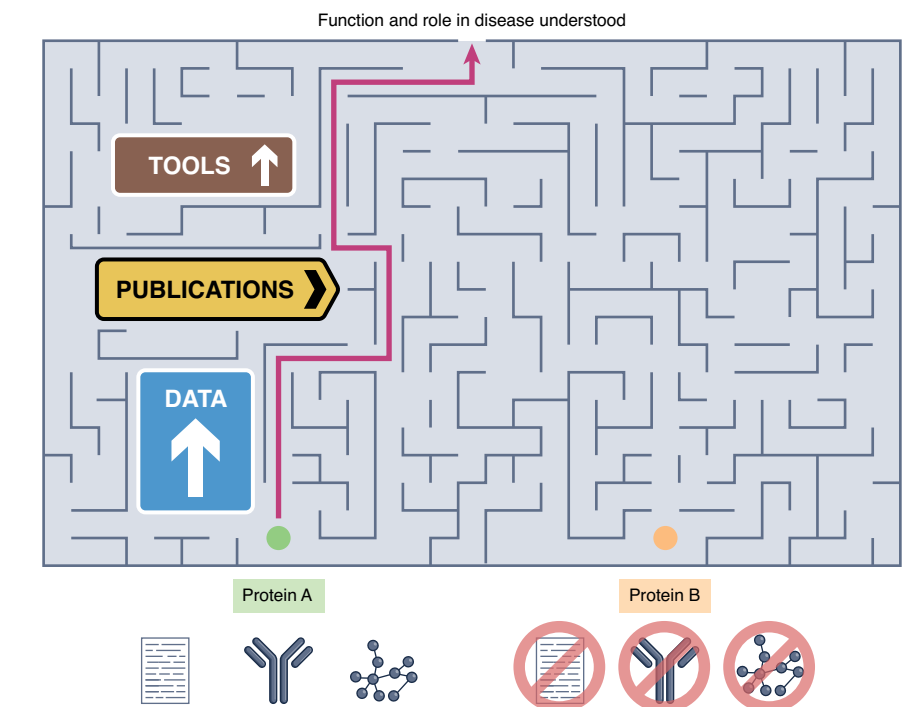 Function and role in disease understood
TOOLS
PUBLICATIONS
DATA
Protein A
Protein B